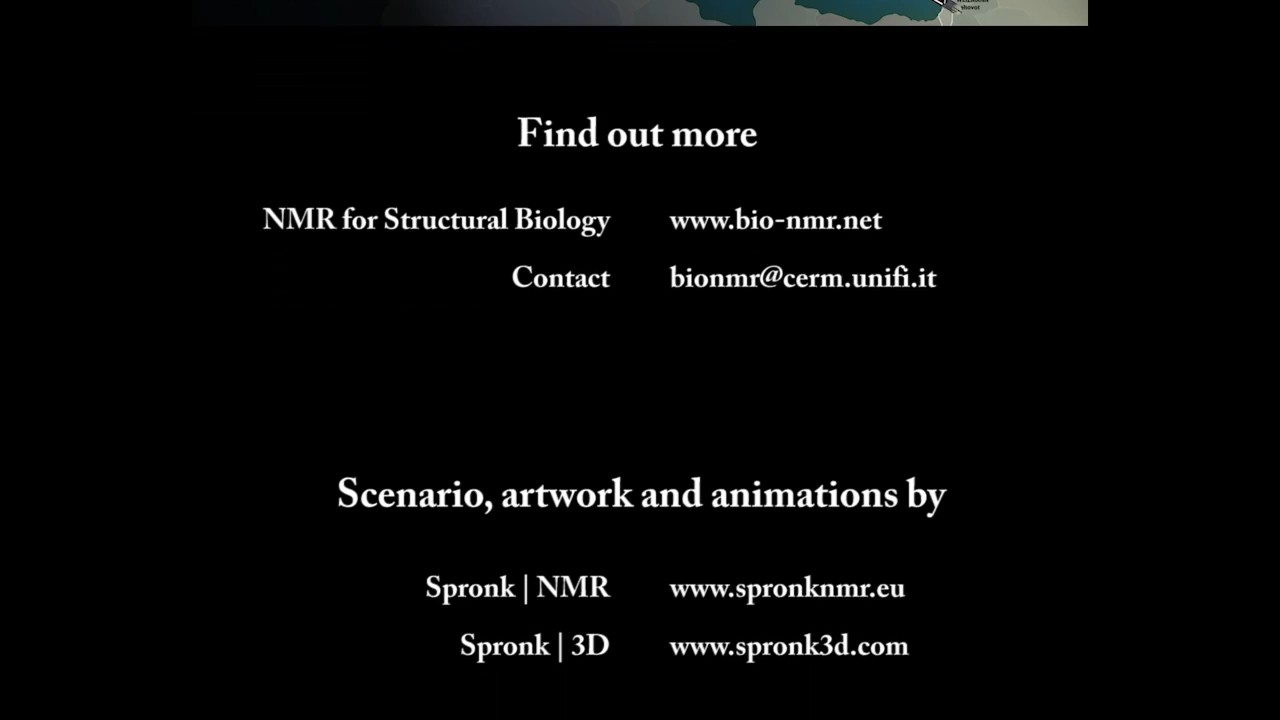 Find out more
NMR for Structural Biology www.bio-nmr.net
Contact bionmr@cerm.unifi.it
Scenario, artwork and animations by
Spronk | NMR www.spronknmr.eu
Spronk | 3D www.spronk3d.com